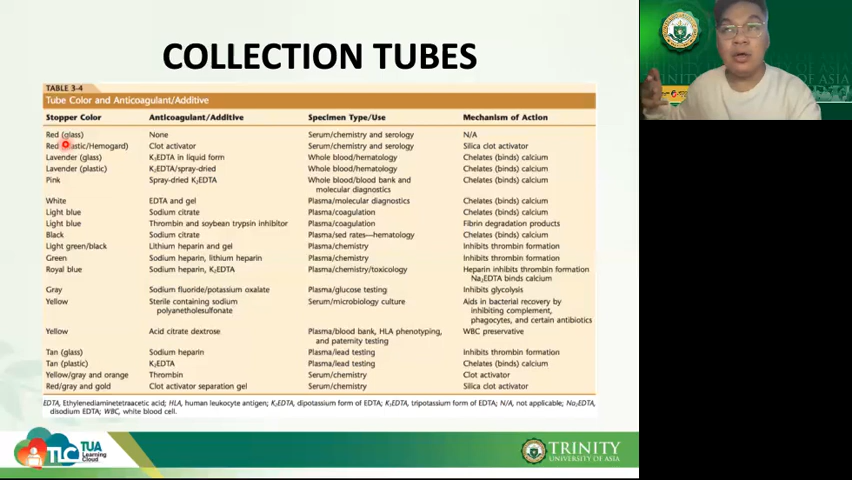 COLLECTION TUBES
TABLE 3-4
Tube Color and Anticoagulant/Additive
Stopper Color Anticoagulant/Additive Specimen Type/Use Mechanism of Action
Red (glass) None Serum/chemistry and serology N/A
Red /Hemogard) Clot activator Serum/chemistry and serology Silica clot activator
Lavender (glass) K₃EDTA in liquid form Whole blood/hematology Chelates (binds) calcium
Lavender (plastic) K₂EDTA/spray-dried Whole blood/hematology Chelates (binds) calcium
Pink Spray-dried K₂EDTA Whole blood/blood bank and Chelates (binds) calcium
molecular diagnostics
White EDTA and gel Plasma/molecular diagnostics Chelates (binds) calcium
Light blue Sodium citrate Plasma/coagulation Chelates (binds) calcium
Light blue Thrombin and soybean trypsin inhibitor Plasma/coagulation Fibrin degradation products
Black Sodium citrate Plasma/sed rates—hematology Chelates (binds) calcium
Light green/black Lithium heparin and gel Plasma/chemistry Inhibits thrombin formation
Green Sodium heparin, lithium heparin Plasma/chemistry Inhibits thrombin formation
Royal blue Sodium heparin, K₂EDTA Plasma/chemistry/toxicology Heparin inhibits thrombin formation
Na₂EDTA binds calcium
Gray Sodium fluoride/potassium oxalate Plasma/glucose testing Inhibits glycolysis
Yellow Sterile containing sodium Serum/microbiology culture Aids in bacterial recovery by
polyanetholesulfonate inhibiting complement,
phagocytes, and certain antibiotics
Yellow Acid citrate dextrose Plasma/blood bank, HLA phenotyping, WBC preservative
and paternity testing
Tan (glass) Sodium heparin Plasma/lead testing Inhibits thrombin formation
Tan (plastic) K₂EDTA Plasma/lead testing Chelates (binds) calcium
Yellow/gray and orange Thrombin Serum/chemistry Clot activator
Red/gray and gold Clot activator separation gel Serum/chemistry Silica clot activator
EDTA, Ethylenediaminetetraacetic acid; HLA, human leukocyte antigen; K₂EDTA, dipotassium form of EDTA; K₃EDTA, tripotassium form of EDTA; N/A, not applicable; Na₂EDTA,
disodium EDTA; WBC, white blood cell.
TLC TUA
Learning
Cloud
TRINITY
UNIVERSITY OF ASIA